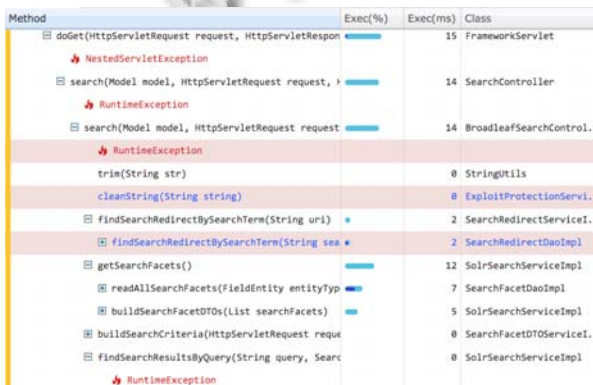 Method Exec(%) Exec(ms) Class
doGet(HttpServletRequest request, HttpServletRespon 15 FrameworkServlet
NestedServletException
search(Model model, HttpServletRequest request, H 14 SearchController
RuntimeException
search(Model model, HttpServletRequest request 14 BroadleafSearchControl.
RuntimeException
trim(String str) 0 StringUtils
cleanString(String string) 0 ExploitProtectionServi.
findSearchRedirectBySearchTerm(String uri) 2 SearchRedirectServiceI.
findSearchRedirectBySearchTerm(String sea 2 SearchRedirectDaoImpl
getSearchFacets() 12 SolrSearchServiceImpl
readAllSearchFacets(FieldEntity entityTyp 7 SearchFacetDaoImpl
buildSearchFacetDTOs(List searchFacets) 5 SolrSearchServiceImpl
buildSearchCriteria(HttpServletRequest reque 0 SearchFacetDTOServiceI.
findSearchResultsByQuery(String query, Searc 0 SolrSearchServiceImpl
RuntimeException